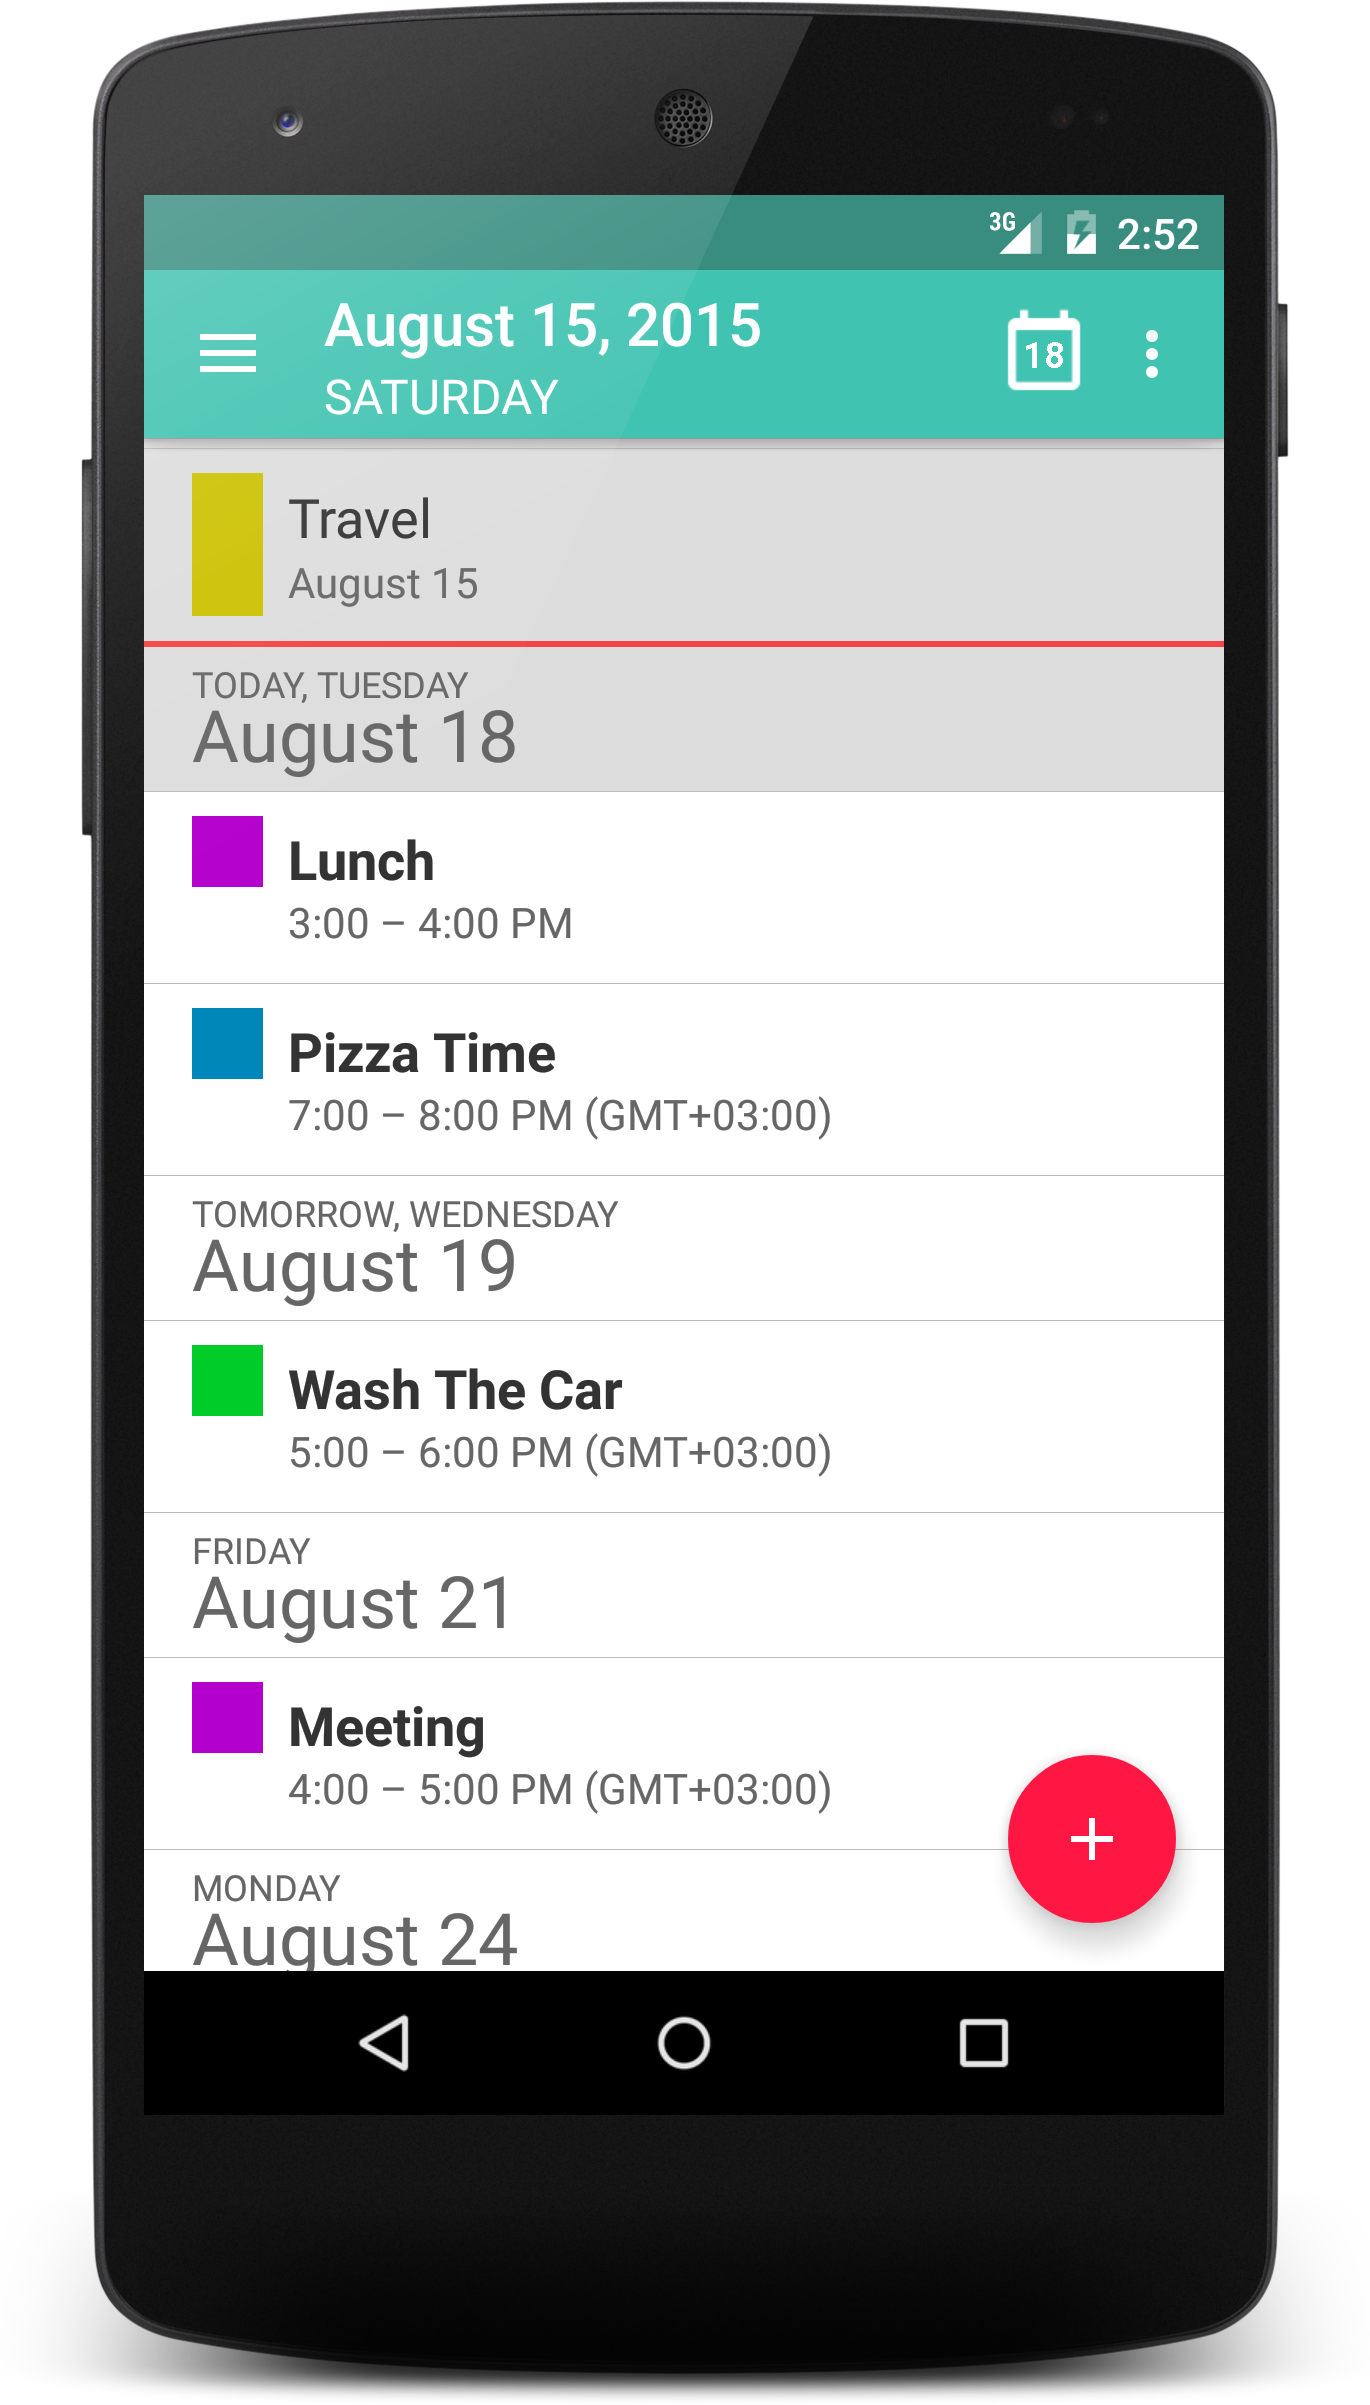 3G 2:52
August 15, 2015
SATURDAY
18
Travel
August 15
TODAY, TUESDAY
August 18
Lunch
3:00 – 4:00 PM
Pizza Time
7:00 – 8:00 PM (GMT+03:00)
TOMORROW, WEDNESDAY
August 19
Wash The Car
5:00 – 6:00 PM (GMT+03:00)
FRIDAY
August 21
Meeting
4:00 – 5:00 PM (GMT+03:00)
MONDAY
August 24